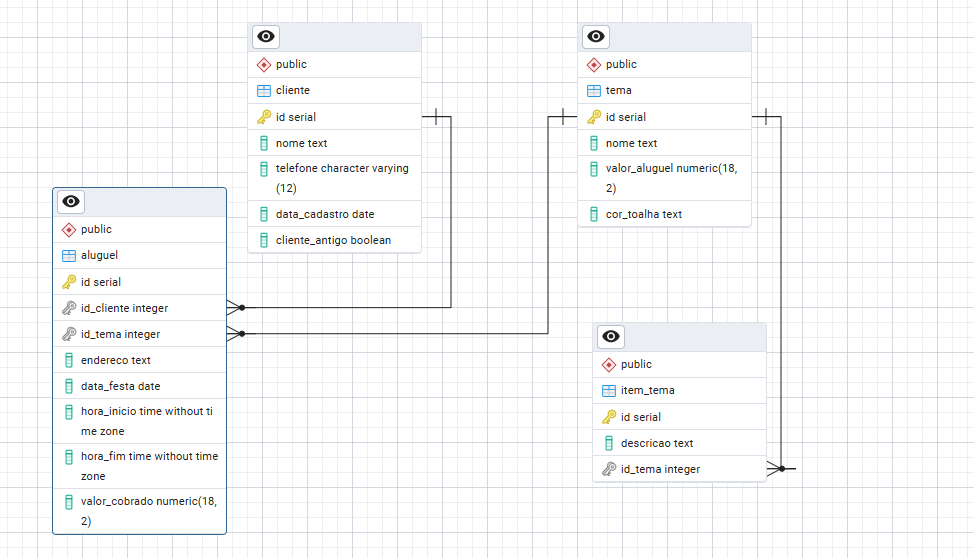 public
cliente
id serial
nome text
telefone character varying
(12)
data_cadastro date
cliente_antigo boolean
public
tema
id serial
nome text
valor_aluguel numeric(18,
2)
cor_toalha text
public
aluguel
id serial
id_cliente integer
id_tema integer
endereco text
data_festa date
hora_inicio time without ti
me zone
hora_fim time without time
zone
valor_cobrado numeric(18,
2)
public
item_tema
id serial
descricao text
id_tema integer